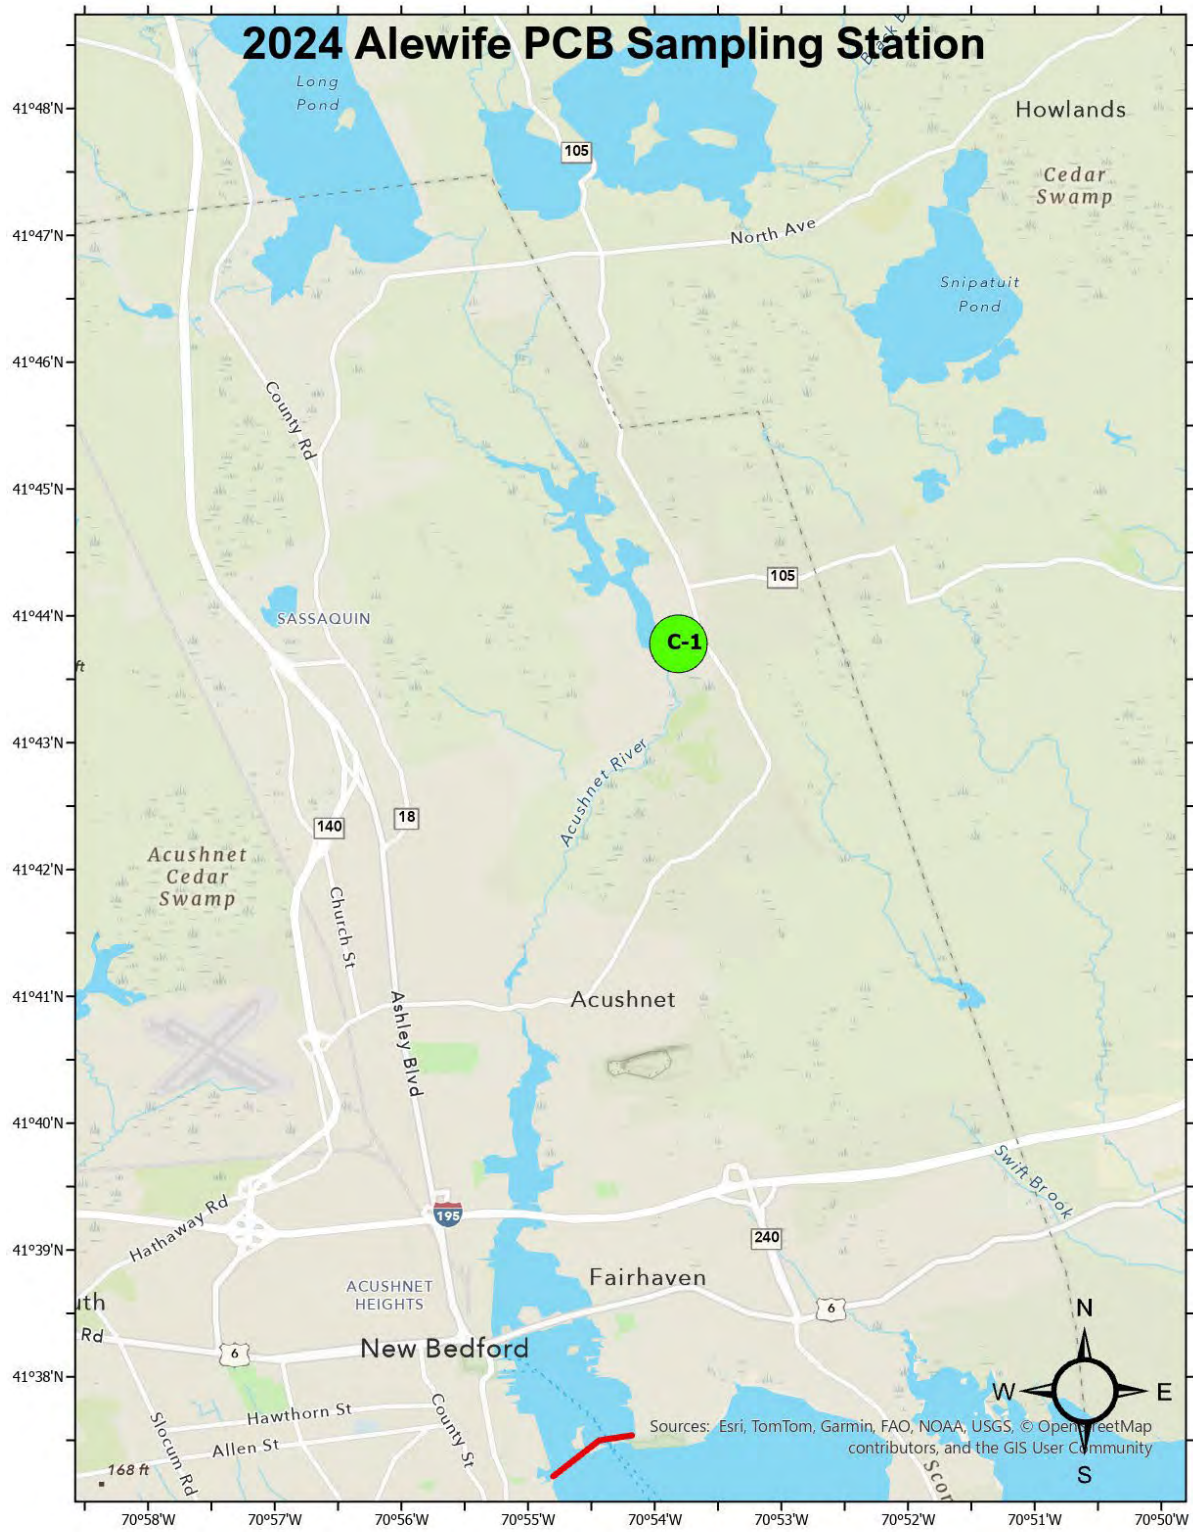 2024 Alewife PCB Sampling Station
Long
Pond
41°48'N
Howlands
105
Cedar
Swamp
North Ave
41°47'N
Snipatuit
Pond
41°46'N
County Rd
41°45'N
105
41°44'N
SASSAQUIN
C-1
ft
41°43'N
Acushnet River
18
140
Acushnet
Cedar
Swamp
41°42'N
Church St
41°41'N
Acushnet
Ashley Blvd
41°40'N
Swift Brook
Hathaway Rd
195
240
41°39'N
Fairhaven
ACUSHNET
HEIGHTS
uth
6
N
Rd
6
New Bedford
41°38'N
W
E
Hawthorn St
County St
Slocum Rd
Allen St
Sources: Esri, TomTom, Garmin, FAO, NOAA, USGS, © OpenStreetMap
contributors, and the GIS User Community
168 ft
S
Scon
70°58'W 70°57'W 70°56'W 70°55'W 70°54'W 70°53'W 70°52'W 70°51'W 70°50'W